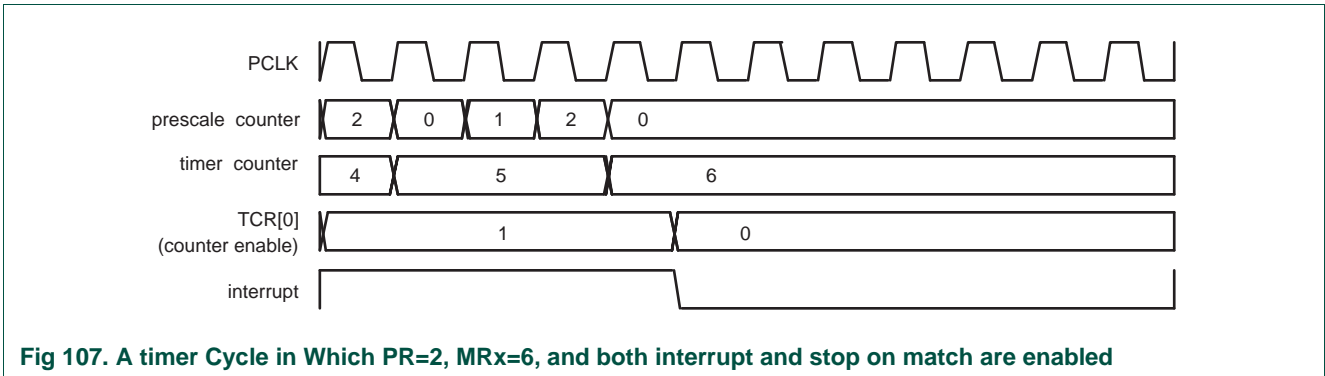 PCLK
prescale counter
2 0 1 2 0
timer counter
4 5 6
TCR[0]
(counter enable)
1 0
interrupt
Fig 107. A timer Cycle in Which PR=2, MRx=6, and both interrupt and stop on match are enabled